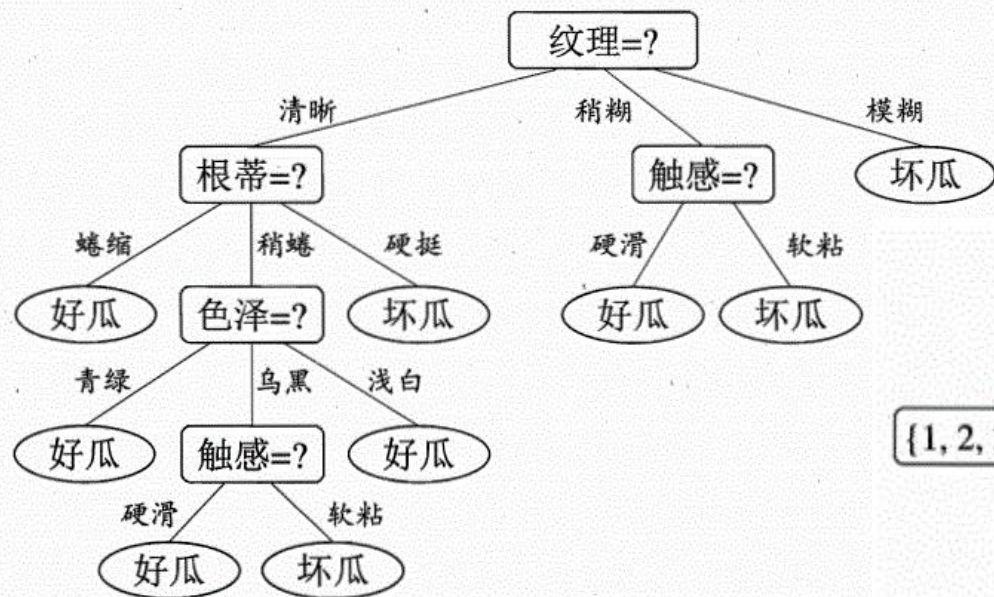 纹理=?
清晰 稍糊 模糊
根蒂=? 触感=? 坏瓜
蜷缩 稍蜷 硬挺 硬滑 软粘
好瓜 色泽=? 坏瓜 好瓜 坏瓜
青绿 乌黑 浅白
好瓜 触感=? 好瓜
{1, 2,
硬滑 软粘
好瓜 坏瓜